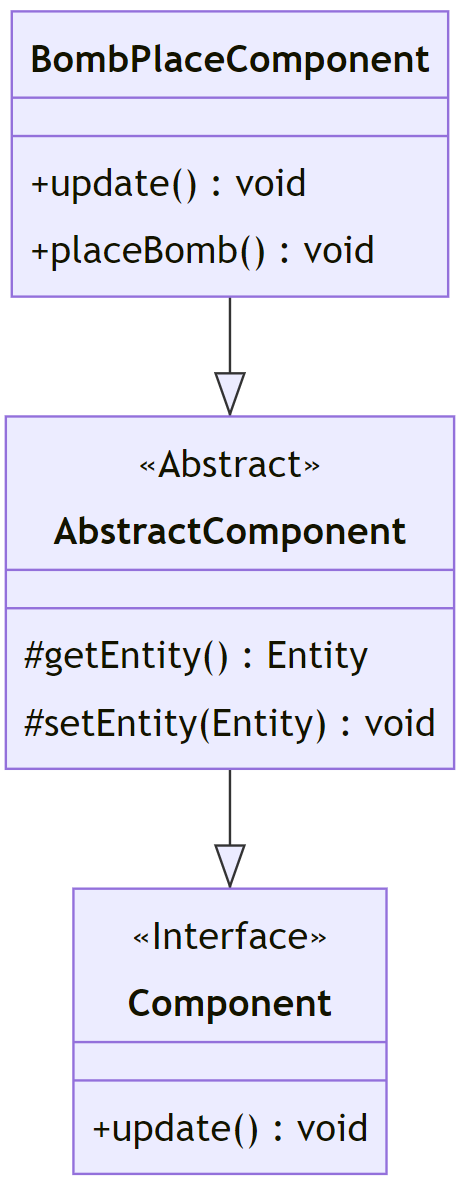 BombPlaceComponent
+update() : void
+placeBomb() : void
«Abstract»
AbstractComponent
#getEntity() : Entity
#setEntity(Entity) : void
«Interface»
Component
+update() : void